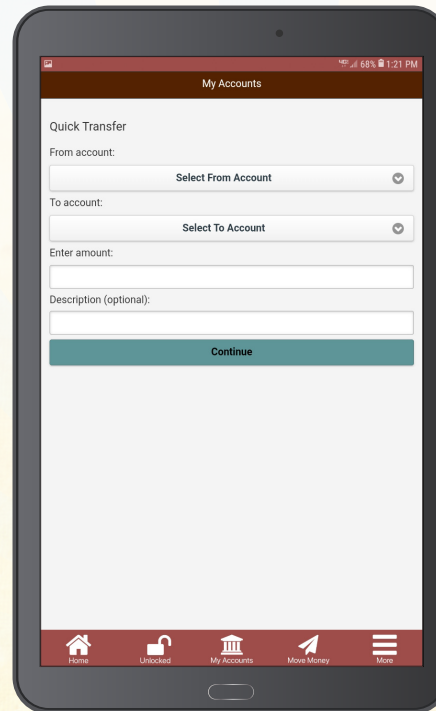 68% 1:21 PM
My Accounts
Quick Transfer
From account:
Select From Account
To account:
Select To Account
Enter amount:
Description (optional):
Continue
Home Unlocked My Accounts Move Money More